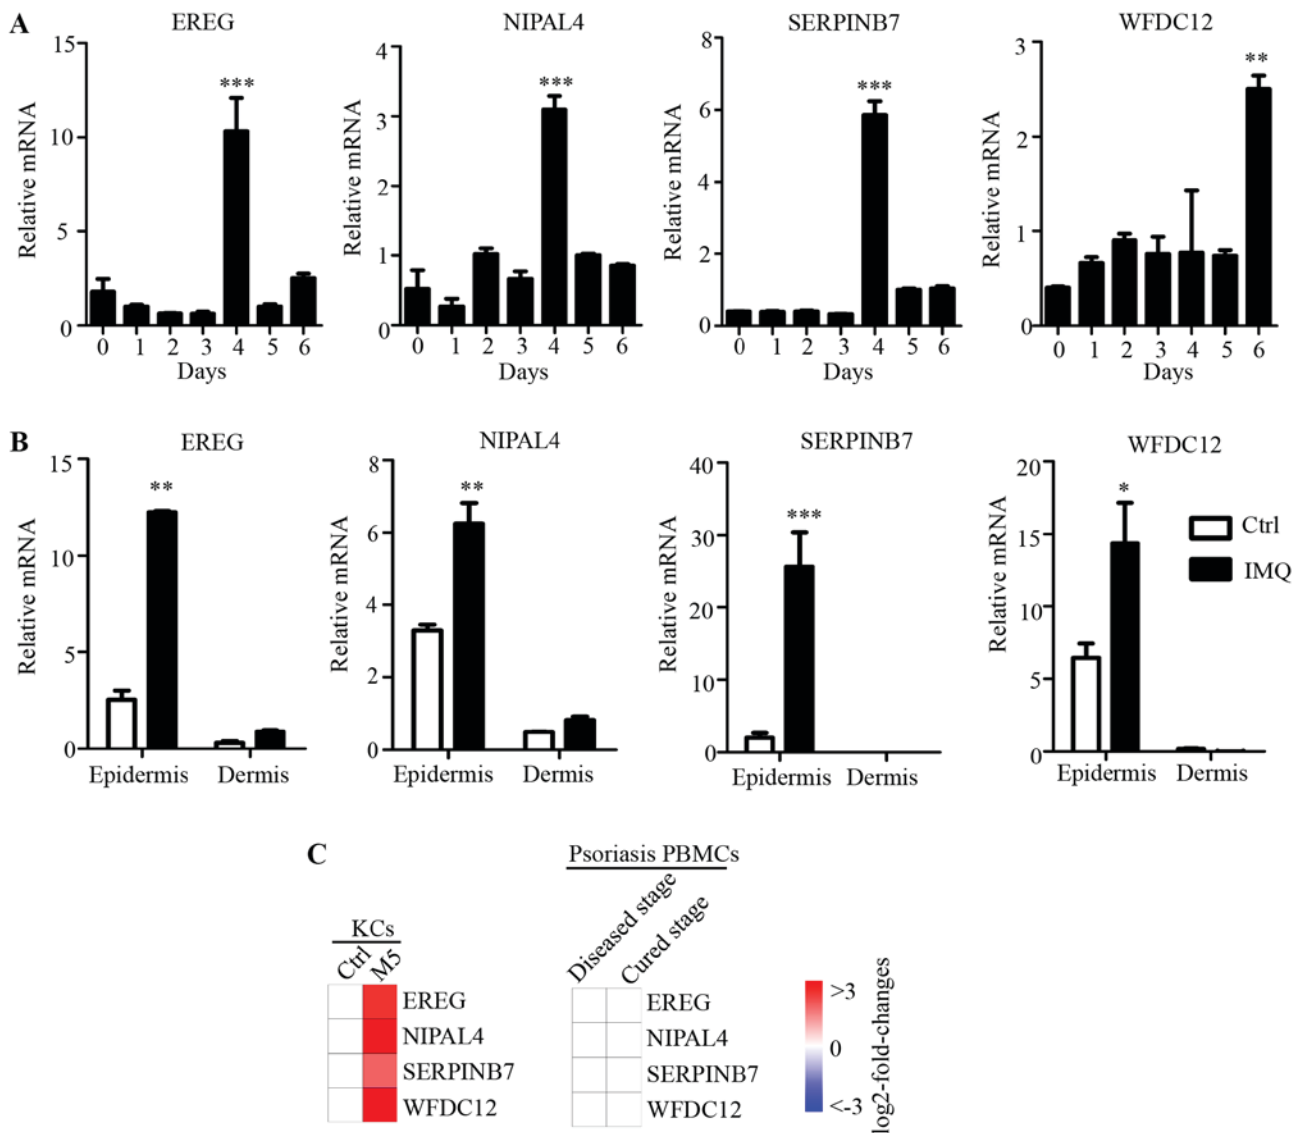 A
EREG
15
10
5
0
Relative mRNA
***
0 1 2 3 4 5 6
Days
NIPAL4
4
3
2
1
0
Relative mRNA
***
0 1 2 3 4 5 6
Days
SERPINB7
8
6
4
2
0
Relative mRNA
***
0 1 2 3 4 5 6
Days
WFDC12
3
2
1
0
Relative mRNA
**
0 1 2 3 4 5 6
Days
B
EREG
15
10
5
0
Relative mRNA
**
Epidermis Dermis
NIPAL4
8
6
4
2
0
Relative mRNA
**
Epidermis Dermis
SERPINB7
40
30
20
10
0
Relative mRNA
***
Epidermis Dermis
WFDC12
20
15
10
5
0
Relative mRNA
*
Epidermis Dermis
Ctrl
IMQ
C
KCs
Ctrl M5
EREG
NIPAL4
SERPINB7
WFDC12
Psoriasis PBMCs
Diseased stage
Cured stage
EREG
NIPAL4
SERPINB7
WFDC12
>3
0
<-3
log2-fold-changes